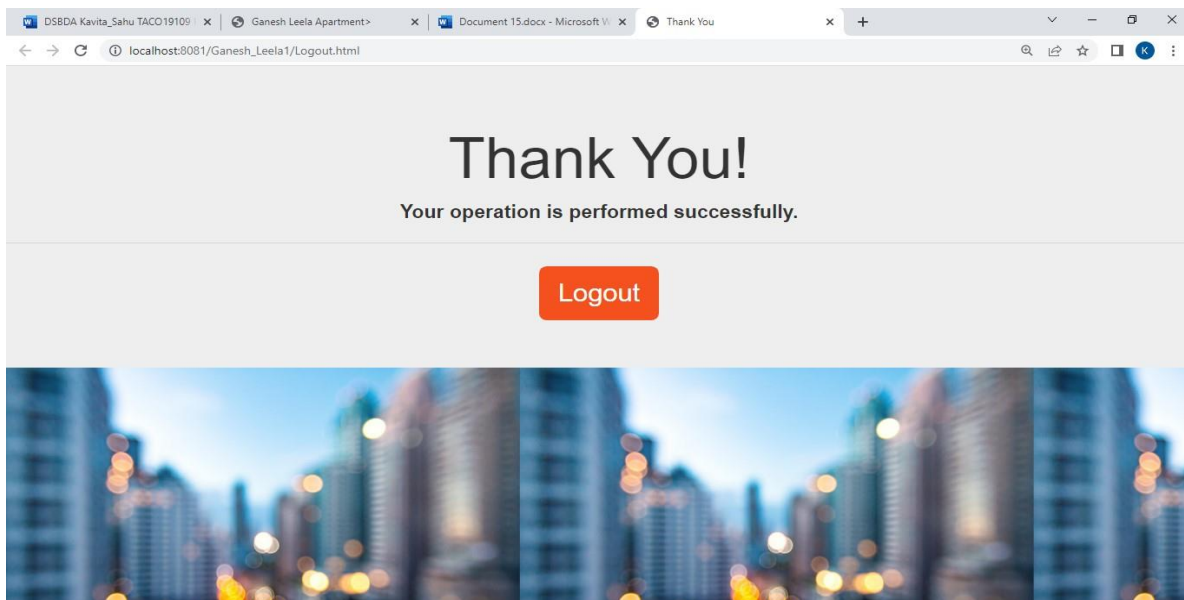 DSBDA Kavita_Sahu TACO19109
Ganesh Leela Apartment>
Document 15.docx - Microsoft W
Thank You
localhost:8081/Ganesh_Leela1/Logout.html
K
Thank You!
Your operation is performed successfully.
Logout